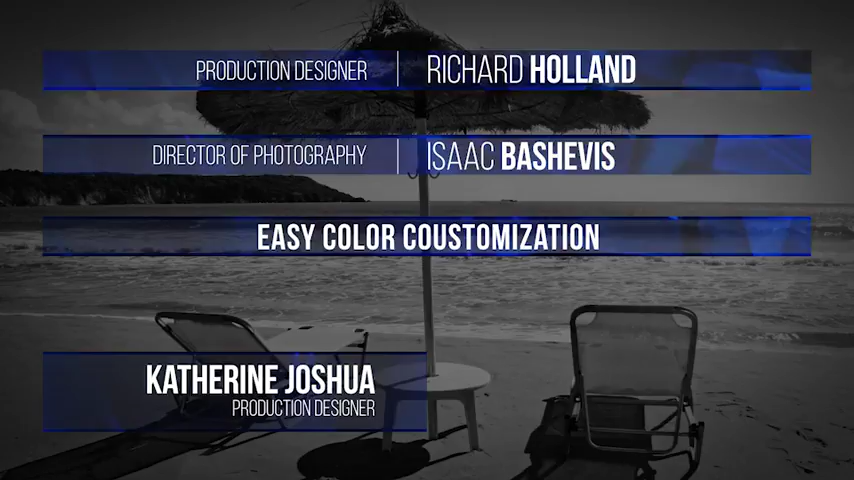 PRODUCTION DESIGNER | RICHARD HOLLAND
DIRECTOR OF PHOTOGRAPHY | ISAAC BASHEVIS
EASY COLOR COUSTOMIZATION
KATHERINE JOSHUA
PRODUCTION DESIGNER